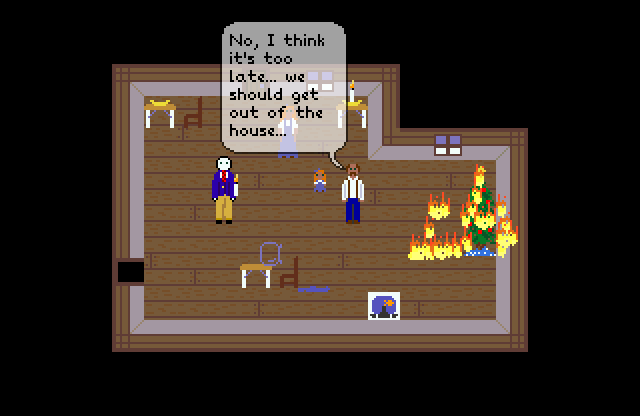 No, I think
it's too
late... we
should get
out of the
house...